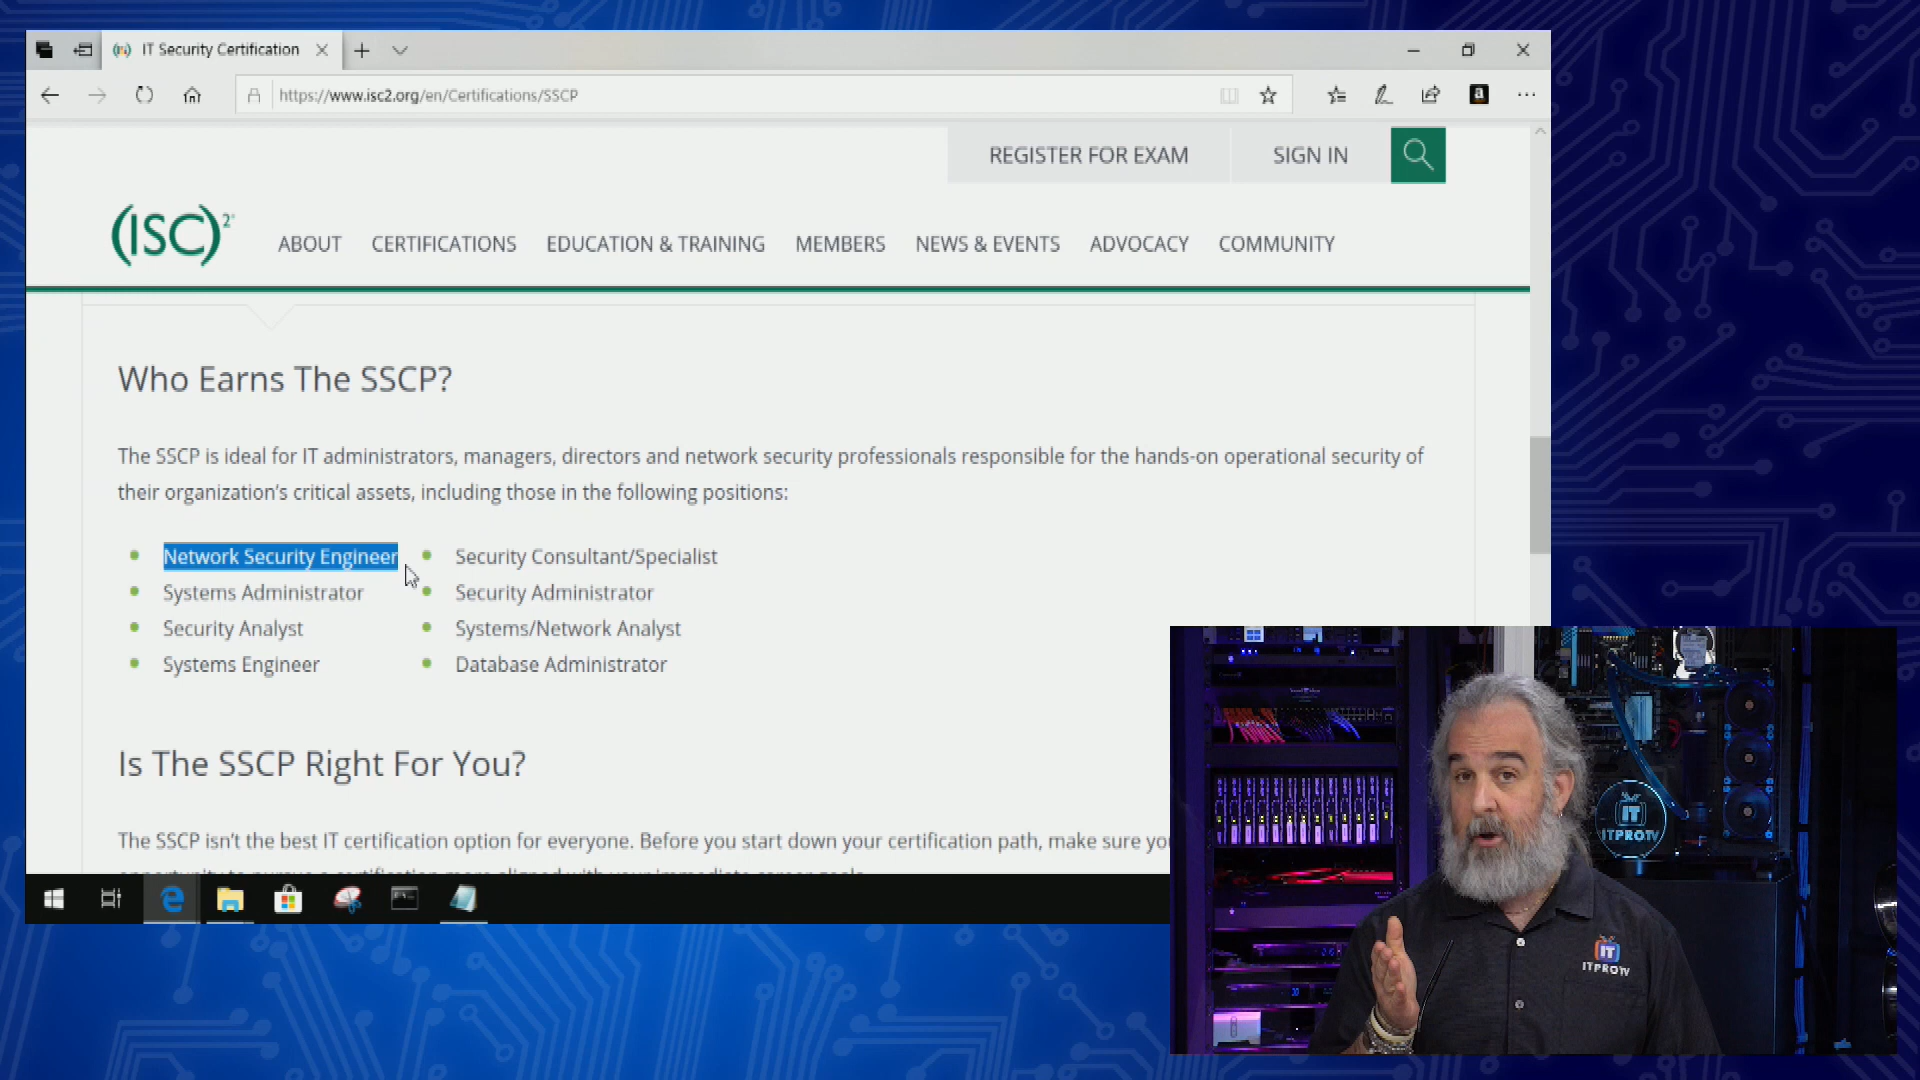 IT Security Certification
https://www.isc2.org/en/Certifications/SSCP
REGISTER FOR EXAM
SIGN IN
(ISC)²
ABOUT
CERTIFICATIONS
EDUCATION & TRAINING
MEMBERS
NEWS & EVENTS
ADVOCACY
COMMUNITY
Who Earns The SSCP?
The SSCP is ideal for IT administrators, managers, directors and network security professionals responsible for the hands-on operational security of
their organization's critical assets, including those in the following positions:
Network Security Engineer
Systems Administrator
Security Analyst
Systems Engineer
Security Consultant/Specialist
Security Administrator
Systems/Network Analyst
Database Administrator
Is The SSCP Right For You?
The SSCP isn't the best IT certification option for everyone. Before you start down your certification path, make sure
IT
ITPROTV
IT
ITPROTV